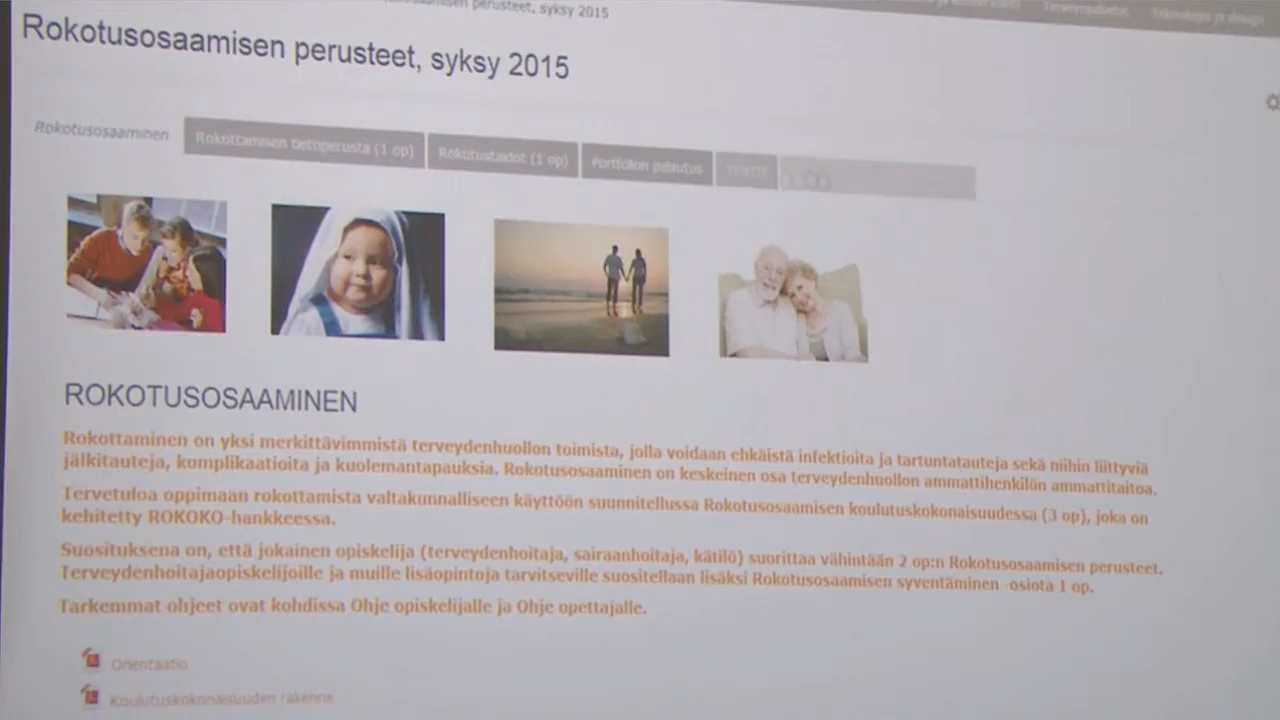 perusteet, syksy 2015
Rokotusosaamisen perusteet, syksy 2015
Rokotusosaaminen
Rokottamisen tietoperusta (1 op)
Rokotustaidot (1 op)
Portfolion palautus
ROKOTUSOSAAMINEN
Rokottaminen on yksi merkittävimmistä terveydenhuollon toimista, jolla voidaan ehkäistä infektioita ja tartuntatauteja sekä niihin liittyviä
jälkitauteja, komplikaatioita ja kuolemantapauksia. Rokotusosaaminen on keskeinen osa terveydenhuollon ammattihenkilön ammattitaitoa.
Tervetuloa oppimaan rokottamista valtakunnalliseen käyttöön suunnitellussa Rokotusosaamisen koulutuskokonaisuudessa (3 op), joka on
kehitetty ROKOKO-hankkeessa.
Suosituksena on, että jokainen opiskelija (terveydenhoitaja, sairaanhoitaja, kätilö) suorittaa vähintään 2 op:n Rokotusosaamisen perusteet.
Terveydenhoitajaopiskelijoille ja muille lisäopintoja tarvitseville suositellaan lisäksi Rokotusosaamisen syventäminen -osiota 1 op.
Tarkemmat ohjeet ovat kohdissa Ohje opiskelijalle ja Ohje opettajalle.
Orientaatio
Koulutuskokonaisuuden rakenne